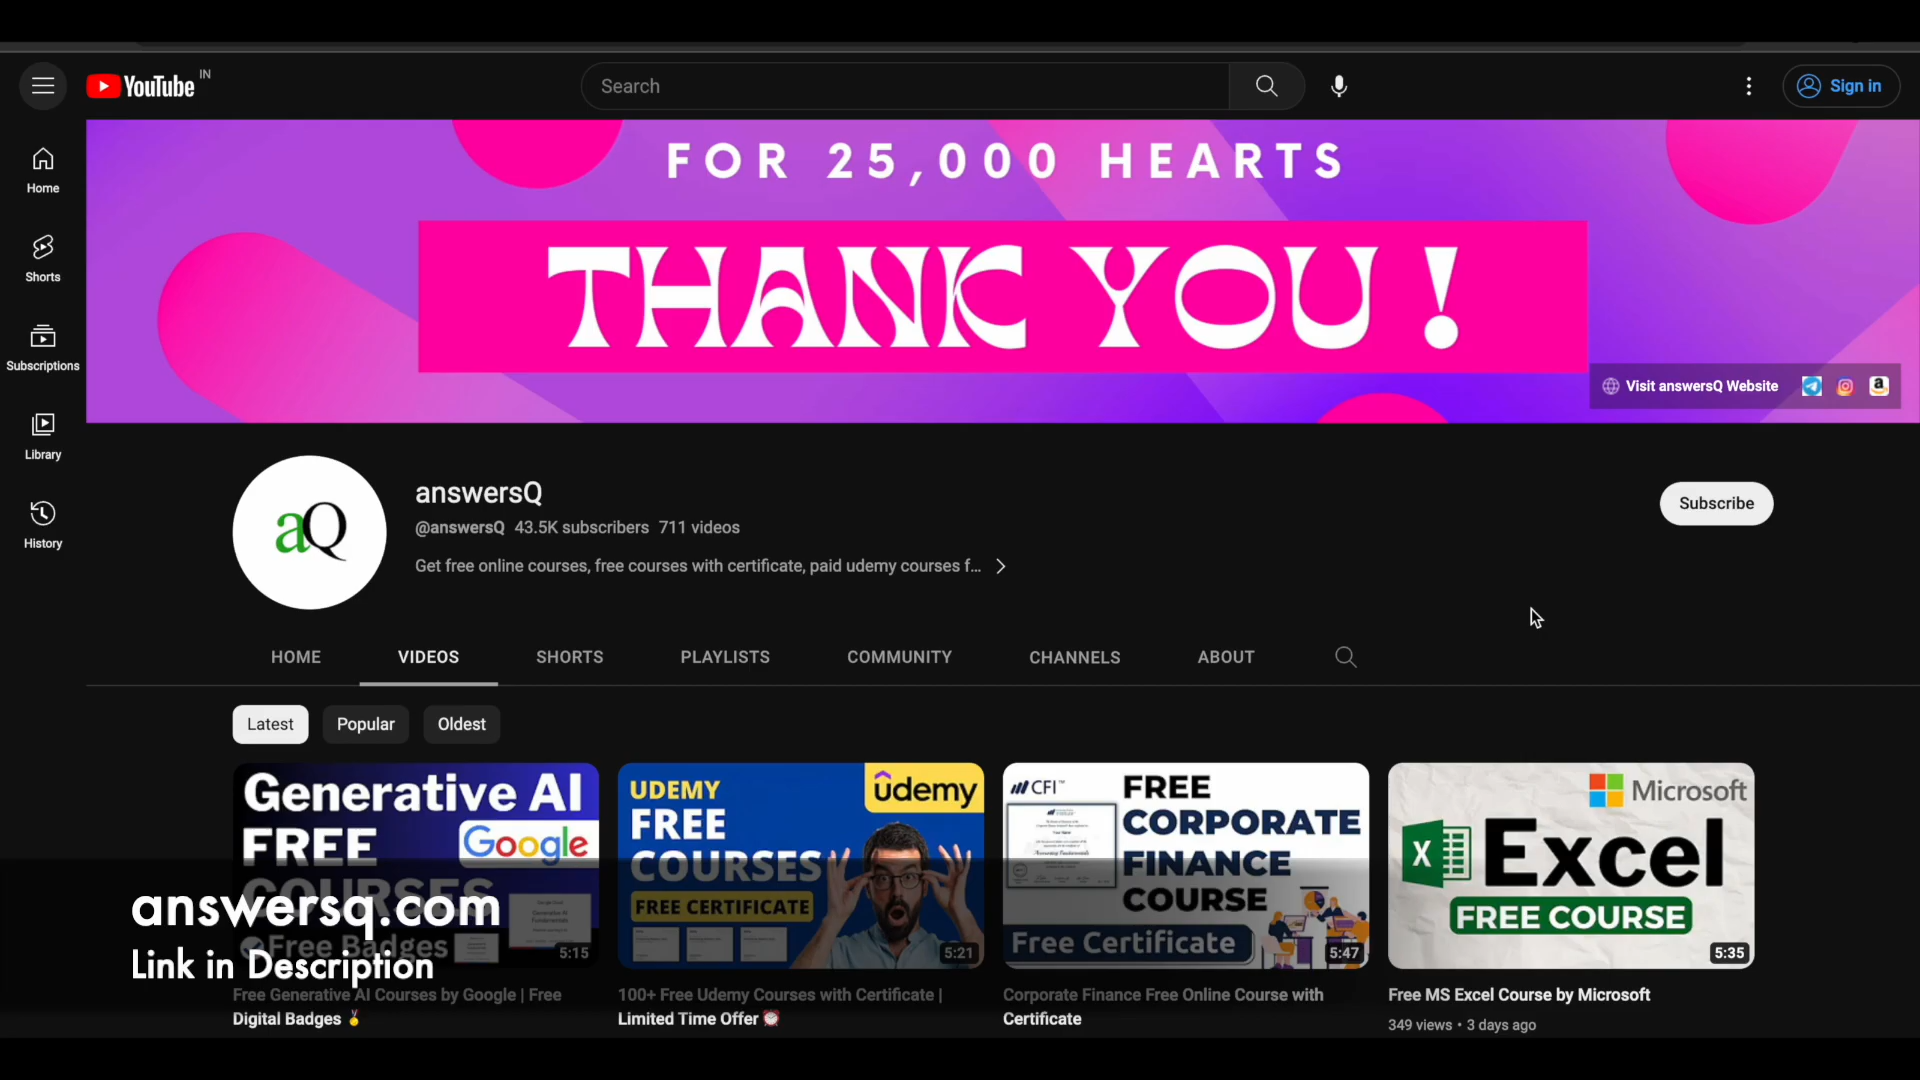 YouTube IN
Search
Sign in
Home
Shorts
Subscriptions
Library
History
FOR 25,000 HEARTS
THANK YOU !
Visit answersQ Website
aQ
answersQ
@answersQ 43.5K subscribers 711 videos
Get free online courses, free courses with certificate, paid udemy courses f...
Subscribe
HOME VIDEOS SHORTS PLAYLISTS COMMUNITY CHANNELS ABOUT
Latest Popular Oldest
Generative AI
FREE Google
COURSES
Free Badges
5:15
Free Generative AI Courses by Google | Free
Digital Badges 🏅
UDEMY
udemy
FREE
COURSES
FREE CERTIFICATE
5:21
100+ Free Udemy Courses with Certificate |
Limited Time Offer ⏰
CFI™
FREE
CORPORATE
FINANCE
COURSE
Free Certificate
5:47
Corporate Finance Free Online Course with
Certificate
Microsoft
X Excel
FREE COURSE
5:35
Free MS Excel Course by Microsoft
349 views • 3 days ago
answersq.com
Link in Description